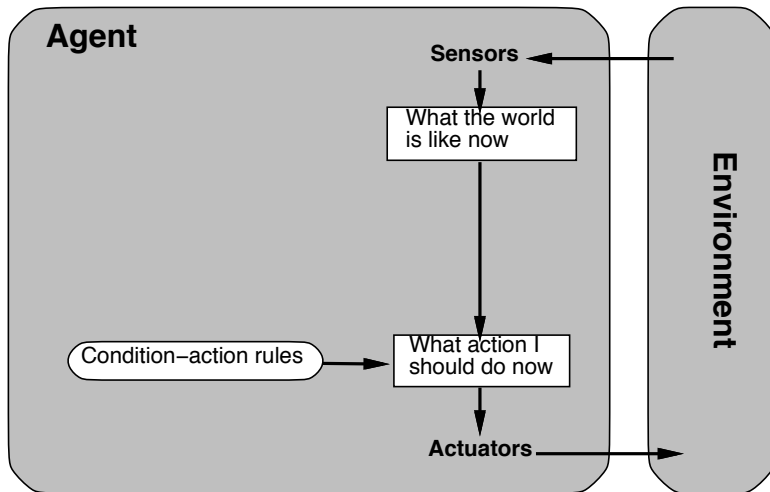 Agent
Sensors
What the world
is like now
Environment
Condition−action rules
What action I
should do now
Actuators